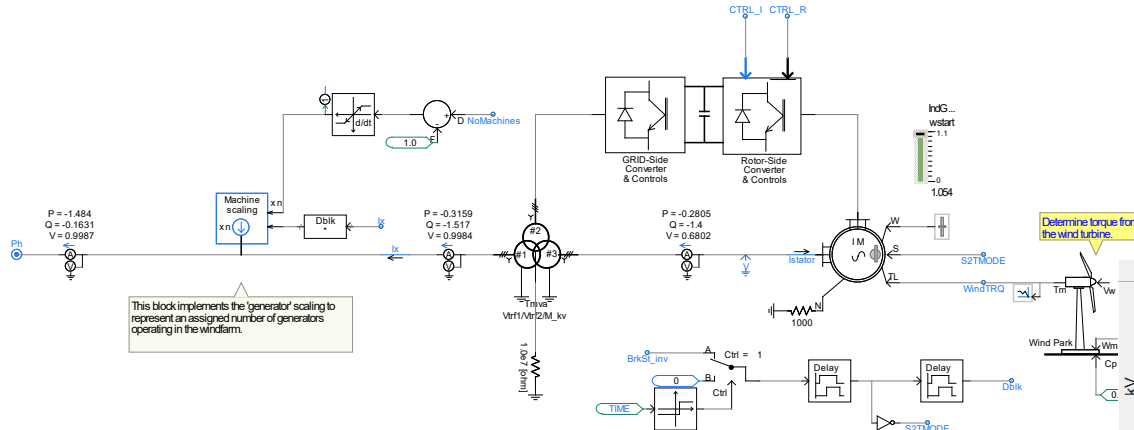 CTRL_I CTRL_R
IndG...
wstart
1.1
0
1.054
d/dt
D
+
-
F
NoMachines
1.0
GRID-Side
Converter
& Controls
Rotor-Side
Converter
& Controls
Machine
scaling
x n
x n
Dblk
*
Ix
P = -1.484
Q = -0.1631
V = 0.9987
P = -0.3159
Q = -1.517
V = 0.9984
P = -0.2805
Q = -1.4
V = 0.6802
Ph
A
V
Ix
A
V
#2
#1
#3
A
V
V
Istator
I M
W
S
TL
N
S2TMODE
WindTRQ
Determine torque from
the wind turbine.
Tm
Vw
Wind Park
Wm
Cp
0.
kV
1000
This block implements the 'generator' scaling to
represent an assigned number of generators
operating in the windfarm.
Tmva
Vtrf1/Vtrf2/M_kv
1.0e7 [ohm]
BrkSt_inv
A
B
Ctrl = 1
Ctrl
0
TIME
Delay
Delay
Dblk
S2TMODE